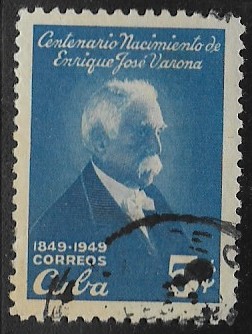 Centenario Nacimiento de
Enrique José Varona
1849-1949
CORREOS
Cuba
5¢